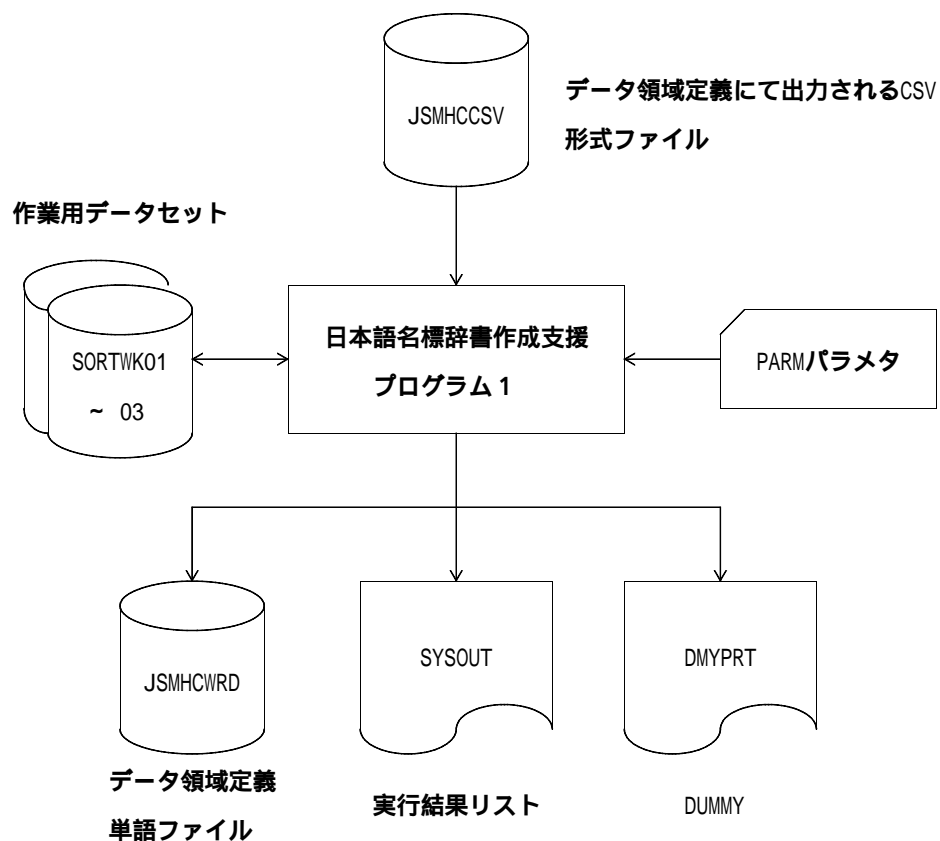 JSMHCCSV
データ領域定義にて出力されるCSV
形式ファイル
作業用データセット
SORTWK01
~ 03
日本語名標辞書作成支援
プログラム1
PARMパラメタ
JSMHCWRD
SYSOUT
DMYPRT
データ領域定義
単語ファイル
実行結果リスト
DUMMY